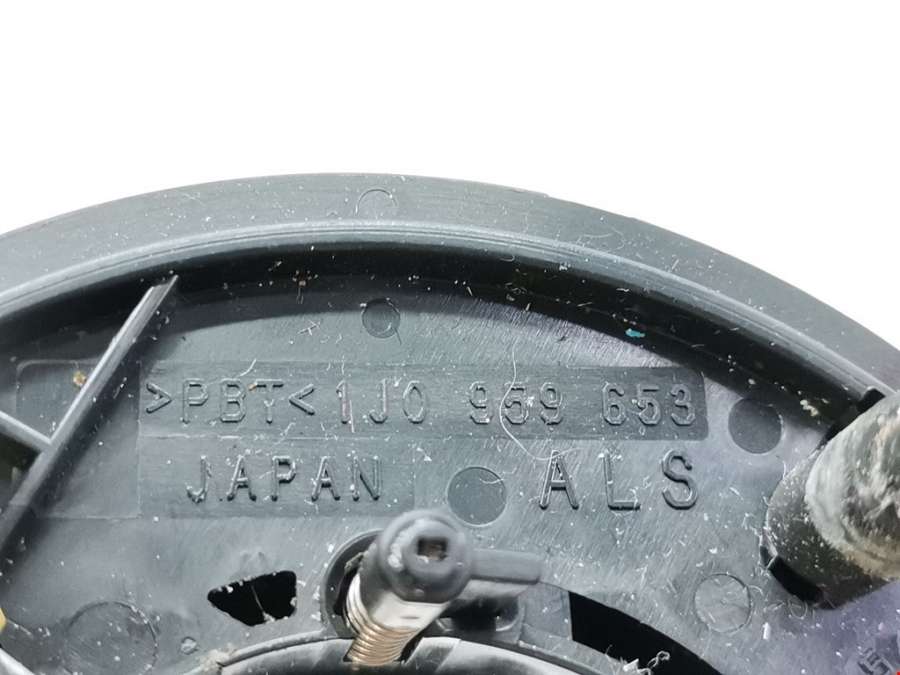 >PBT< 1J0 959 653
JAPAN ALS